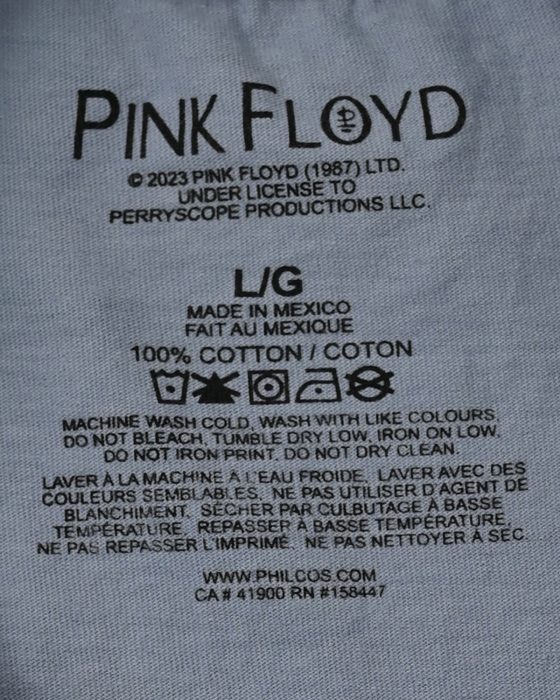 PINK FLOYD
© 2023 PINK FLOYD (1987) LTD.
UNDER LICENSE TO
PERRYSCOPE PRODUCTIONS LLC.
L/G
MADE IN MEXICO
FAIT AU MEXIQUE
100% COTTON / COTON
MACHINE WASH COLD, WASH WITH LIKE COLOURS,
DO NOT BLEACH, TUMBLE DRY LOW, IRON ON LOW,
DO NOT IRON PRINT, DO NOT DRY CLEAN.
LAVER À LA MACHINE À L'EAU FROIDE, LAVER AVEC DES
COULEURS SEMBLABLES, NE PAS UTILISER D'AGENT DE
BLANCHIMENT, SÉCHER PAR CULBUTAGE À BASSE
TEMPÉRATURE, REPASSER À BASSE TEMPÉRATURE,
NE PAS REPASSER L'IMPRIMÉ, NE PAS NETTOYER À SEC.
WWW.PHILCOS.COM
CA # 41900 RN #158447